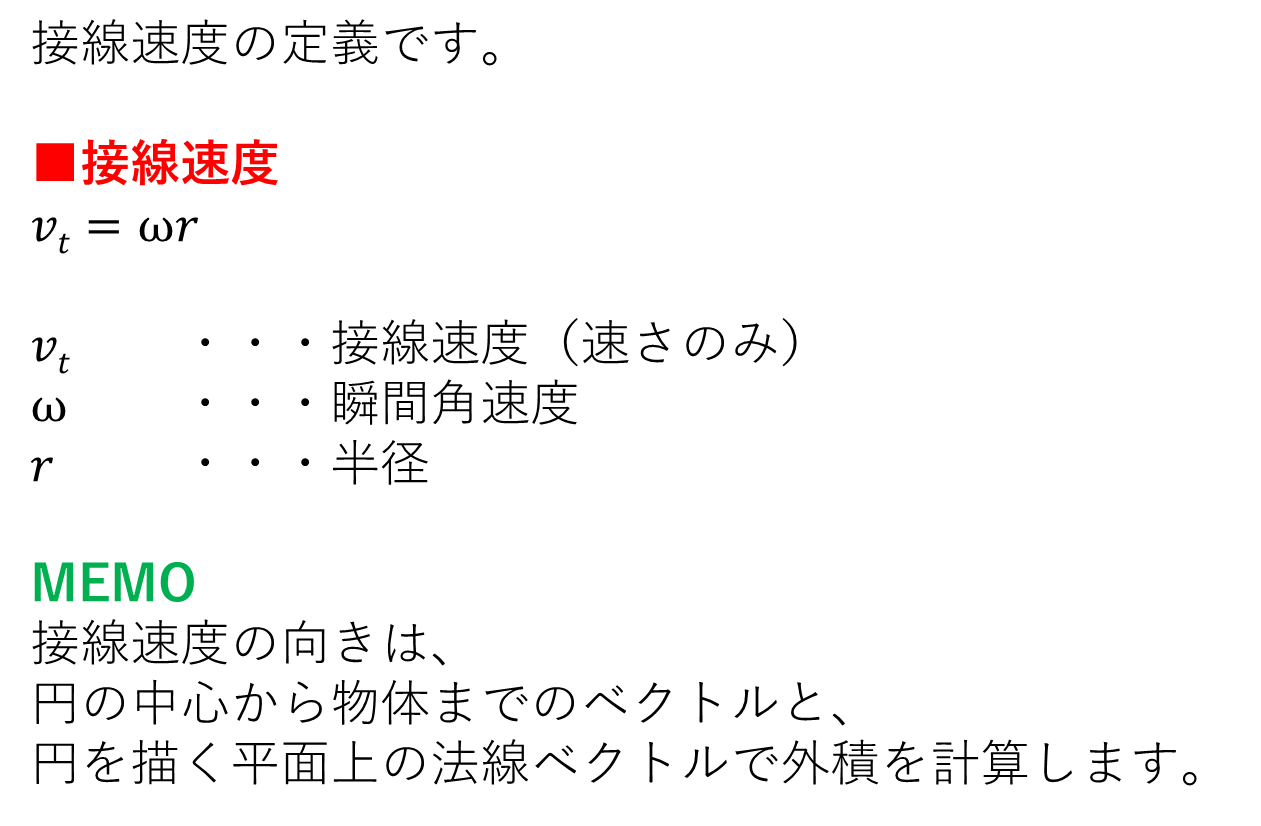 接線速度の定義です。
■接線速度
v_t = ωr
v_t ・・・接線速度（速さのみ）
ω ・・・瞬間角速度
r ・・・半径
MEMO
接線速度の向きは、
円の中心から物体までのベクトルと、
円を描く平面上の法線ベクトルで外積を計算します。